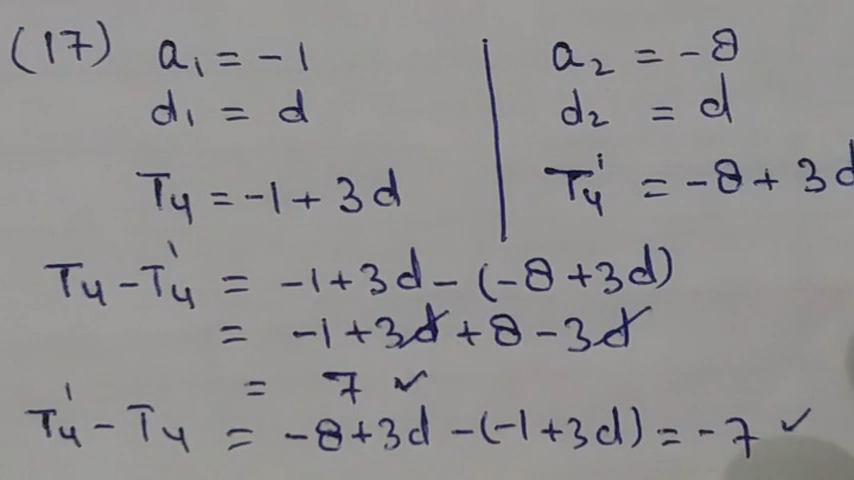 (17) a₁ = -1 | a₂ = -8
d₁ = d | d₂ = d
T₄ = -1 + 3d | T₄' = -8 + 3d
T₄ - T₄' = -1 + 3d - (-8 + 3d)
= -1 + 3d + 8 - 3d
= 7 ✓
T₄' - T₄ = -8 + 3d - (-1 + 3d) = -7 ✓